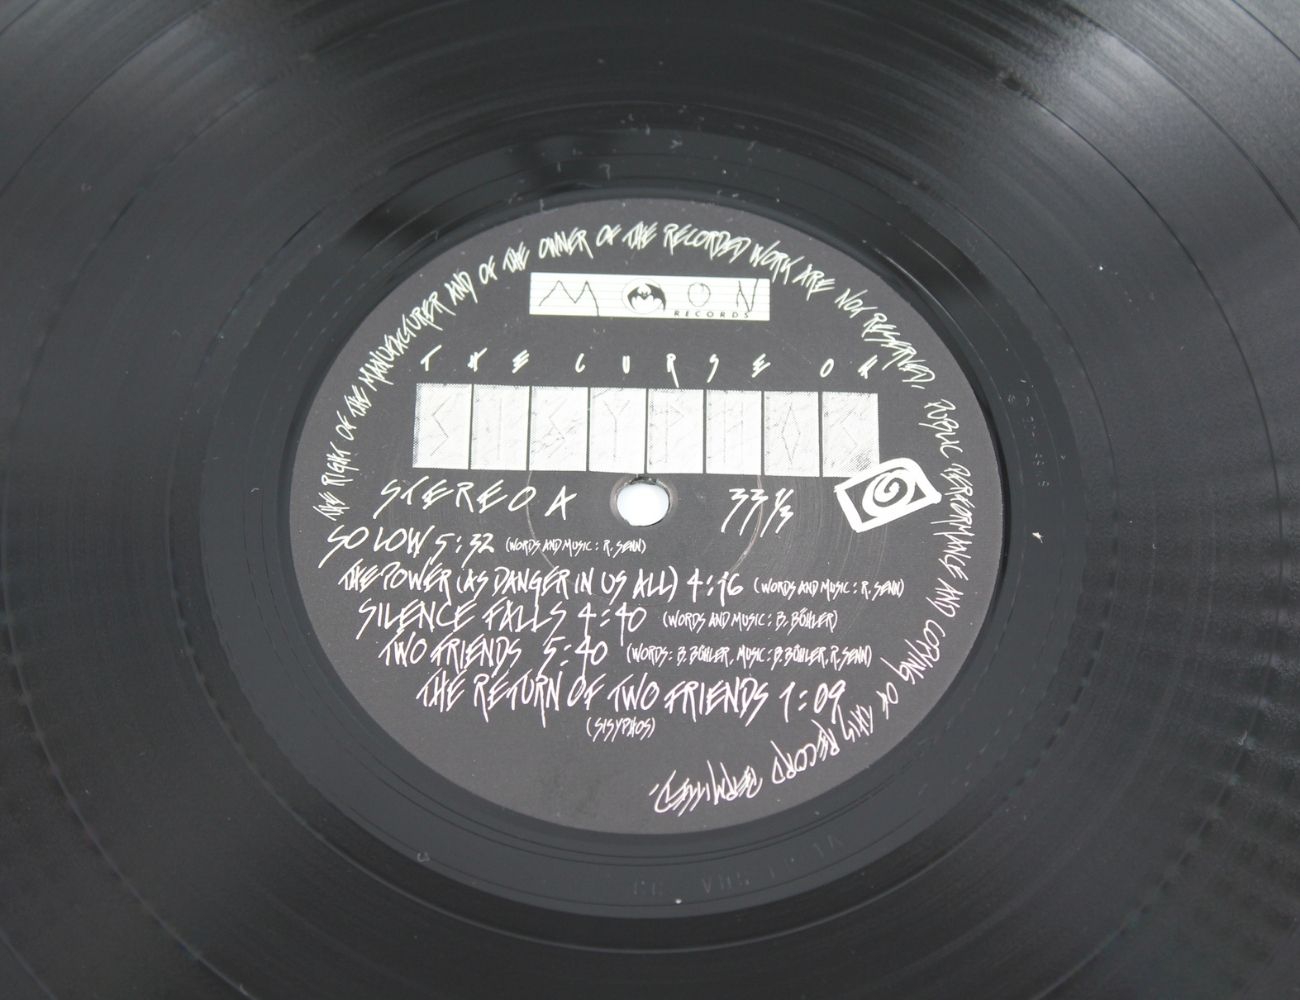 THE RIGHT OF THE MANUFACTURER AND OF THE OWNER OF THE RECORDED WORK ARE NOT RESERVED. PUBLIC PERFORMANCE AND COPYING OF THIS RECORD PERMITTED.
MOON
RECORDS
THE CURSE OF
SISYPHOS
STEREO A 33 1/3
SO LOW 5:32 (WORDS AND MUSIC: R. SENN)
THE POWER (AS DANGER IN US ALL) 4:16 (WORDS AND MUSIC: R. SENN)
SILENCE FALLS 4:40 (WORDS AND MUSIC: B. BÖHLER)
TWO FRIENDS 5:40 (WORDS: B. BÖHLER, MUSIC: B. BÖHLER, R. SENN)
THE RETURN OF TWO FRIENDS 1:09
(SISYPHOS)